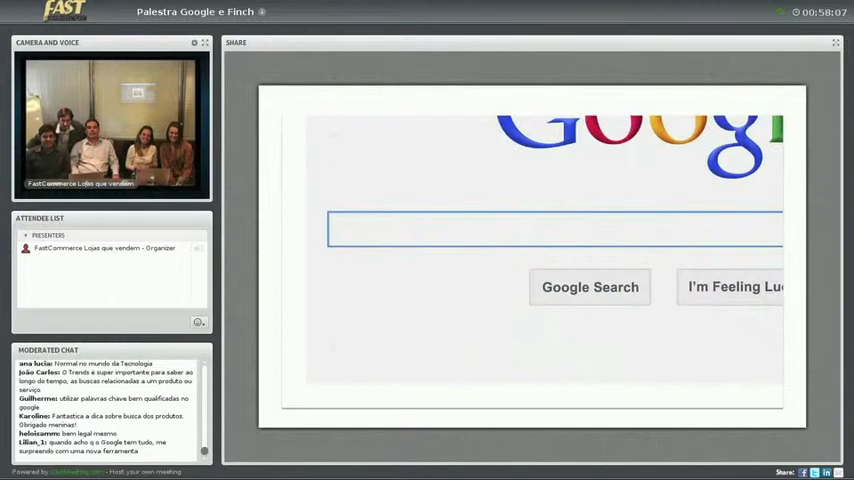 FAST
Palestra Google e Finch
00:58:07
CAMERA AND VOICE
SHARE
FastCommerce Lojas que vendem
Google
Google Search
I'm Feeling Luc
ATTENDEE LIST
PRESENTERS
FastCommerce Lojas que vendem - Organizer
MODERATED CHAT
ana lucia: Normal no mundo da Tecnologia
João Carlos: O Trends é super importante para saber ao
longo do tempo, as buscas relacionadas a um produto ou
serviço
Guilherme: utilizar palavras chave bem qualificadas no
google
Karoline: Fantastica a dica sobre busca dos produtos.
Obrigado meninas!
heloisamm: bem legal mesmo
Lilian_1: quando acho q o Google tem tudo, me
surpreendo com uma nova ferramenta
Powered by ClickMeeting.com - Host your own meeting
Share: